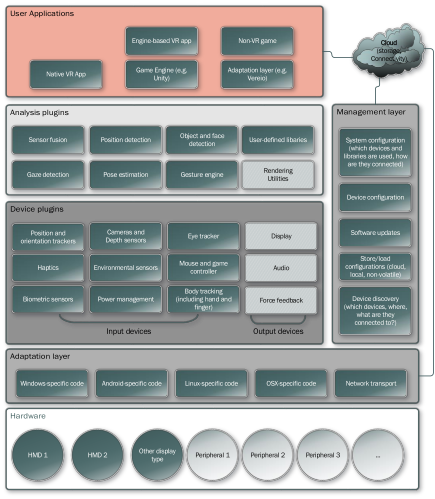 User Applications
Engine-based VR app
Non-VR game
Native VR App
Game Engine (e.g.
Unity)
Adaptation layer (e.g.
Vereio)
Cloud
(storage,
Connectivity)
Analysis plugins
Sensor fusion
Position detection
Object and face
detection
User-defined libaries
Gaze detection
Pose estimation
Gesture engine
Rendering
Utilities
Management layer
System configuration
(which devices and
libraries are used, how
are they connected)
Device configuration
Software updates
Store/load
configurations (cloud,
local, non-volatile)
Device discovery
(which devices, where,
what are they
connected to?)
Device plugins
Position and
orientation trackers
Cameras and
Depth sensors
Eye tracker
Display
Haptics
Environmental sensors
Mouse and game
controller
Audio
Biometric sensors
Power management
Body tracking
(including hand and
finger)
Force feedback
Input devices
Output devices
Adaptation layer
Windows-specific code
Android-specific code
Linux-specific code
OSX-specific code
Network transport
Hardware
HMD 1
HMD 2
Other display
type
Peripheral 1
Peripheral 2
Peripheral 3
...